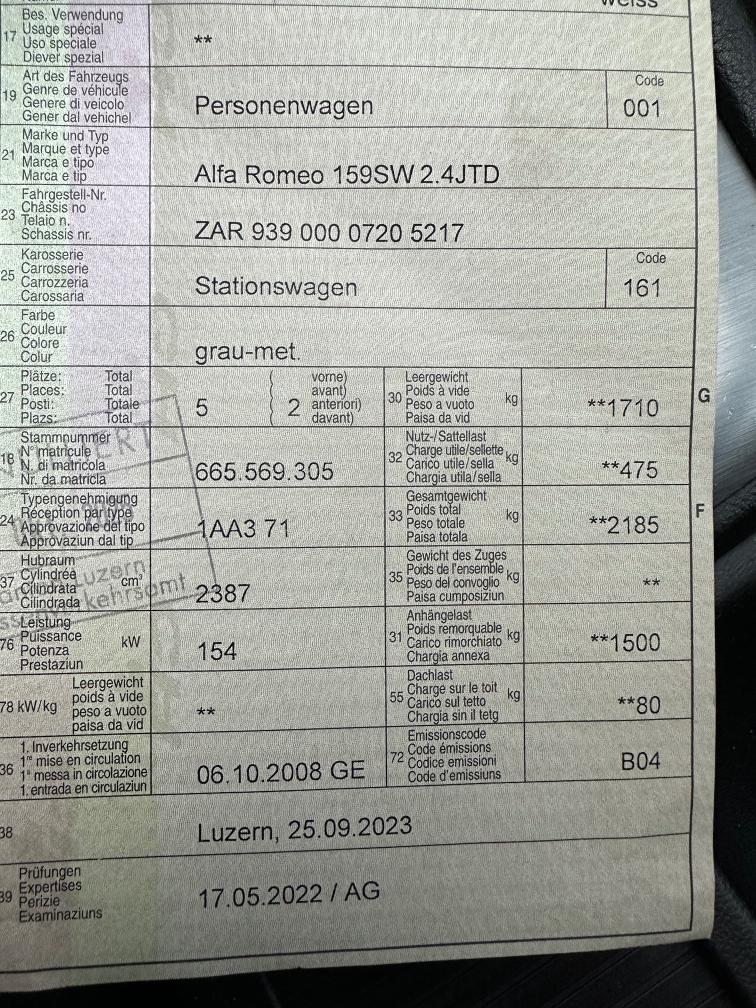 weiss
17 Bes. Verwendung
Usage spécial
Uso speciale
Diever spezial
**
19 Art des Fahrzeugs
Genre de véhicule
Genere di veicolo
Gener dal vehichel
Personenwagen
Code
001
21 Marke und Typ
Marque et type
Marca e tipo
Marca e tip
Alfa Romeo 159SW 2.4JTD
23 Fahrgestell-Nr.
Châssis no
Telaio n.
Schassis nr.
ZAR 939 000 0720 5217
25 Karosserie
Carrosserie
Carrozzeria
Carossaria
Stationswagen
Code
161
26 Farbe
Couleur
Colore
Colur
grau-met.
27 Plätze: Total
Places: Total
Posti: Totale
Plazs: Total
5
( 2 vorne)
avant)
anteriori)
davant)
30 Leergewicht
Poids à vide
Peso a vuoto
Paisa da vid
kg
**1710
G
18 Stammnummer
N° matricule
N. di matricola
Nr. da matricla
665.569.305
32 Nutz-/Sattellast
Charge utile/sellette
Carico utile/sella
Chargia utila/sella
kg
**475
24 Typengenehmigung
Réception par type
Approvazione del tipo
Approvaziun dal tip
1AA3 71
33 Gesamtgewicht
Poids total
Peso totale
Paisa totala
kg
**2185
F
37 Hubraum
Cylindrée
Cilindrata
Cilindrada
cm³
2387
35 Gewicht des Zuges
Poids de l'ensemble
Peso del convoglio
Paisa cumposiziun
kg
**
76 Leistung
Puissance
Potenza
Prestaziun
kW
154
31 Anhängelast
Poids remorquable
Carico rimorchiato
Chargia annexa
kg
**1500
78 kW/kg
Leergewicht
poids à vide
peso a vuoto
paisa da vid
**
55 Dachlast
Charge sur le toit
Carico sul tetto
Chargia sin il tetg
kg
**80
36 1. Inverkehrsetzung
1re mise en circulation
1a messa in circolazione
1. entrada en circulaziun
06.10.2008 GE
72 Emissionscode
Code émissions
Codice emissioni
Code d'emissiuns
B04
38
Luzern, 25.09.2023
39 Prüfungen
Expertises
Perizie
Examinaziuns
17.05.2022 / AG
Luzern